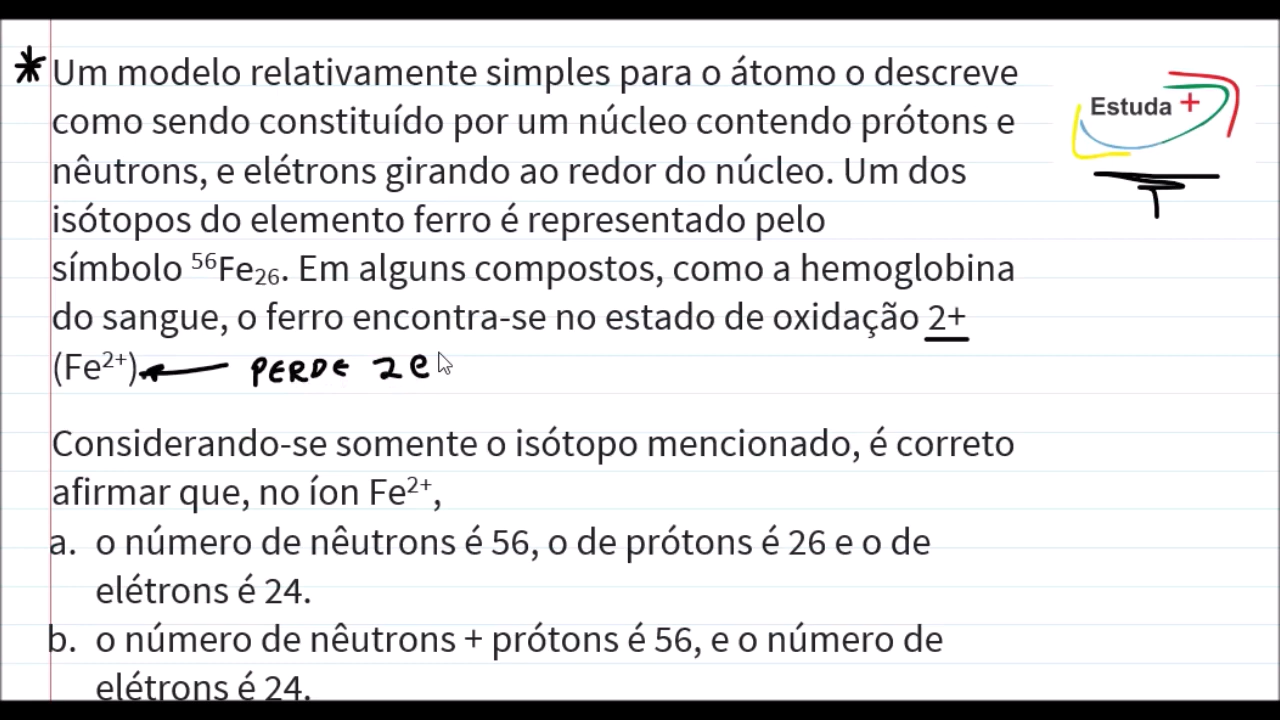 * Um modelo relativamente simples para o átomo o descreve
como sendo constituído por um núcleo contendo prótons e
nêutrons, e elétrons girando ao redor do núcleo. Um dos
isótopos do elemento ferro é representado pelo
símbolo ⁵⁶Fe₂₆. Em alguns compostos, como a hemoglobina
do sangue, o ferro encontra-se no estado de oxidação 2+
(Fe²⁺) PERDE 2 e
Estuda +
Considerando-se somente o isótopo mencionado, é correto
afirmar que, no íon Fe²⁺,
a. o número de nêutrons é 56, o de prótons é 26 e o de
elétrons é 24.
b. o número de nêutrons + prótons é 56, e o número de
elétrons é 24.